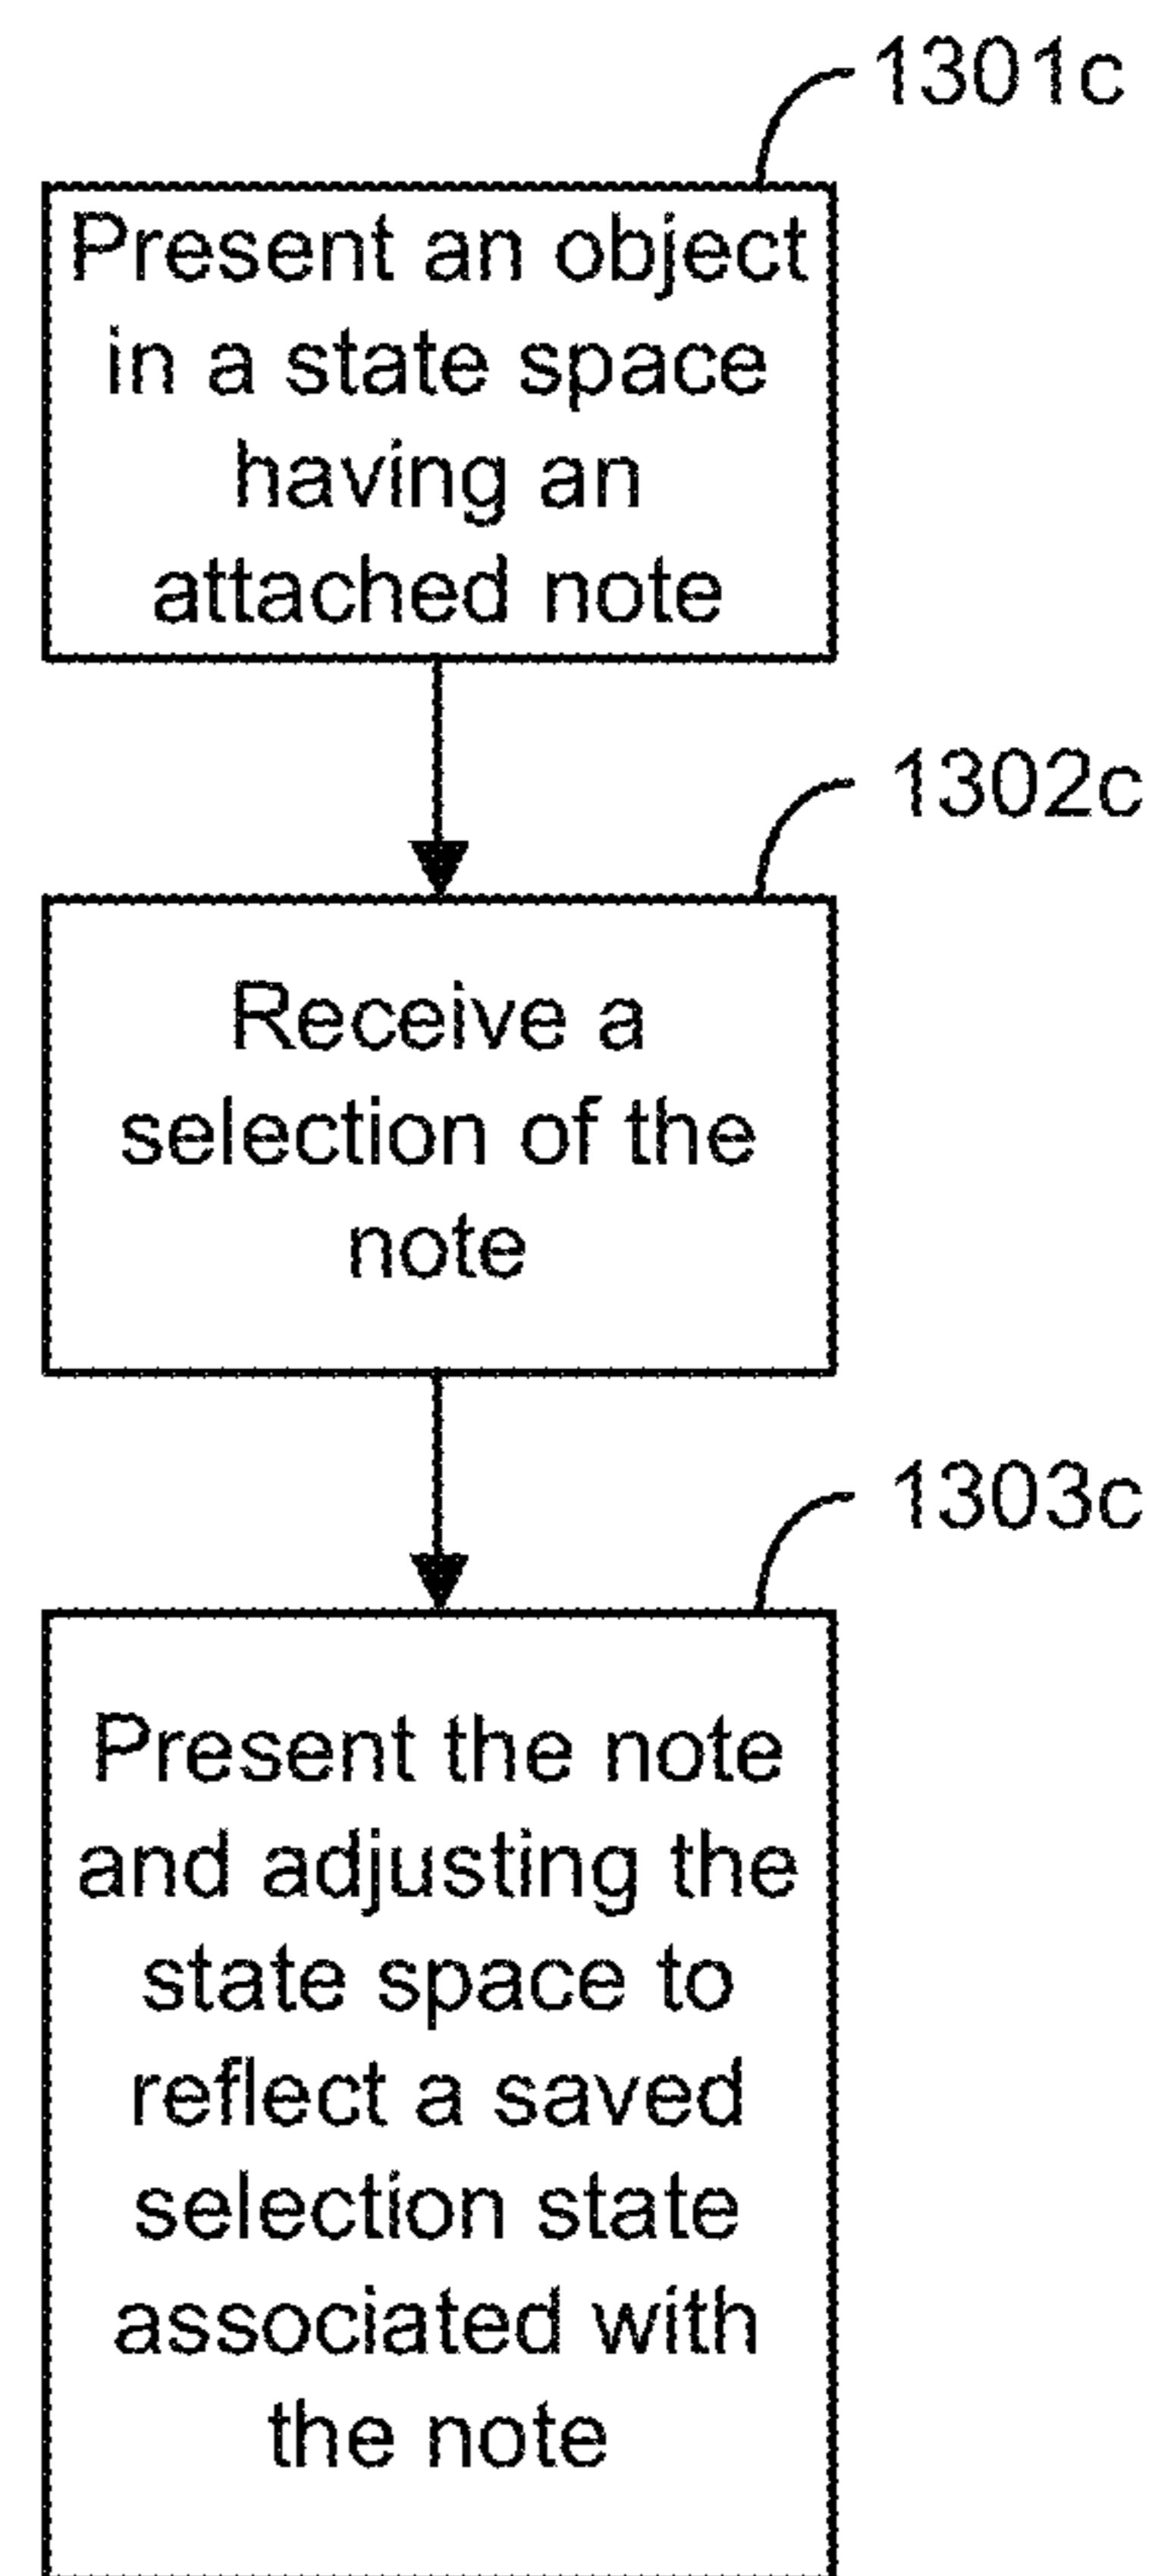 1301c
Present an object
in a state space
having an
attached note
1302c
Receive a
selection of the
note
1303c
Present the note
and adjusting the
state space to
reflect a saved
selection state
associated with
the note